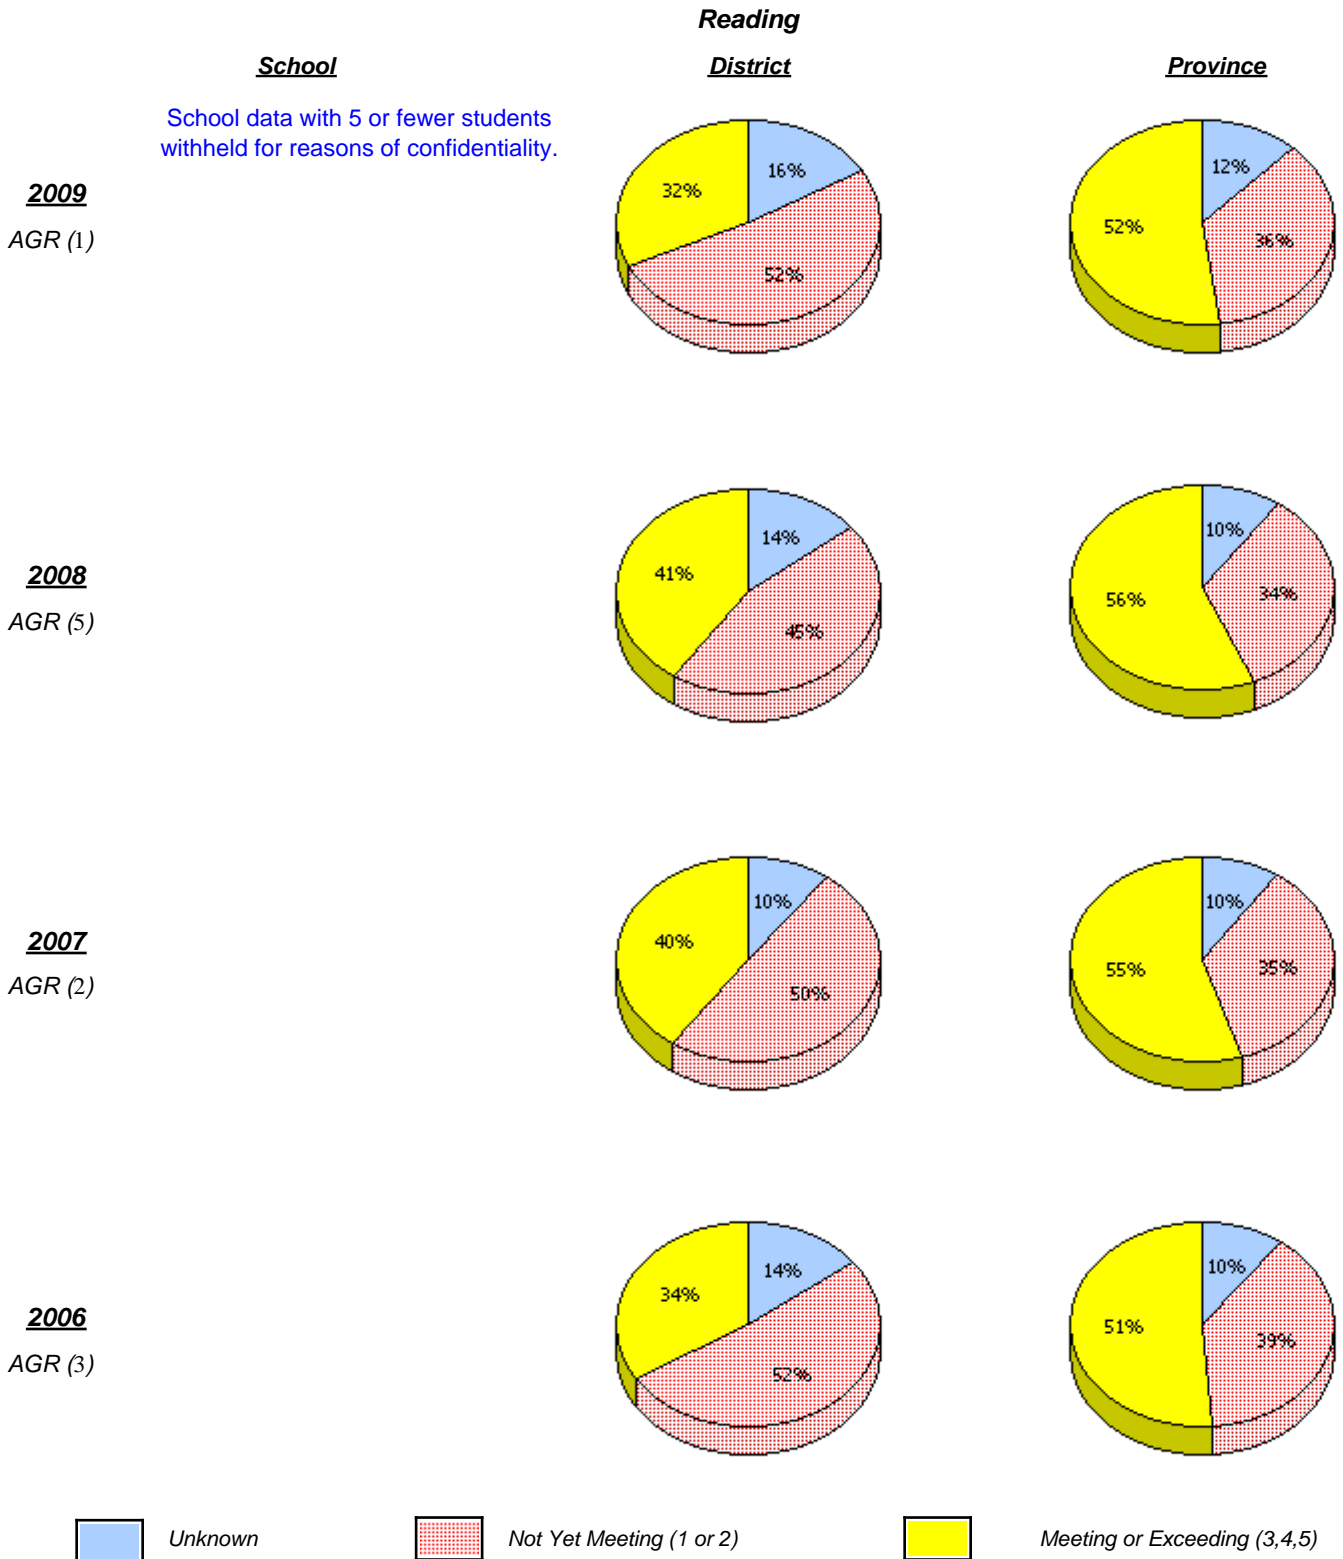 Reading
School District Province
School data with 5 or fewer students
withheld for reasons of confidentiality.
2009
AGR (1)
32% 16% 52%
52% 12% 36%
2008
AGR (5)
41% 14% 45%
56% 10% 34%
2007
AGR (2)
40% 10% 50%
55% 10% 35%
2006
AGR (3)
34% 14% 52%
51% 10% 39%
Unknown Not Yet Meeting (1 or 2) Meeting or Exceeding (3,4,5)